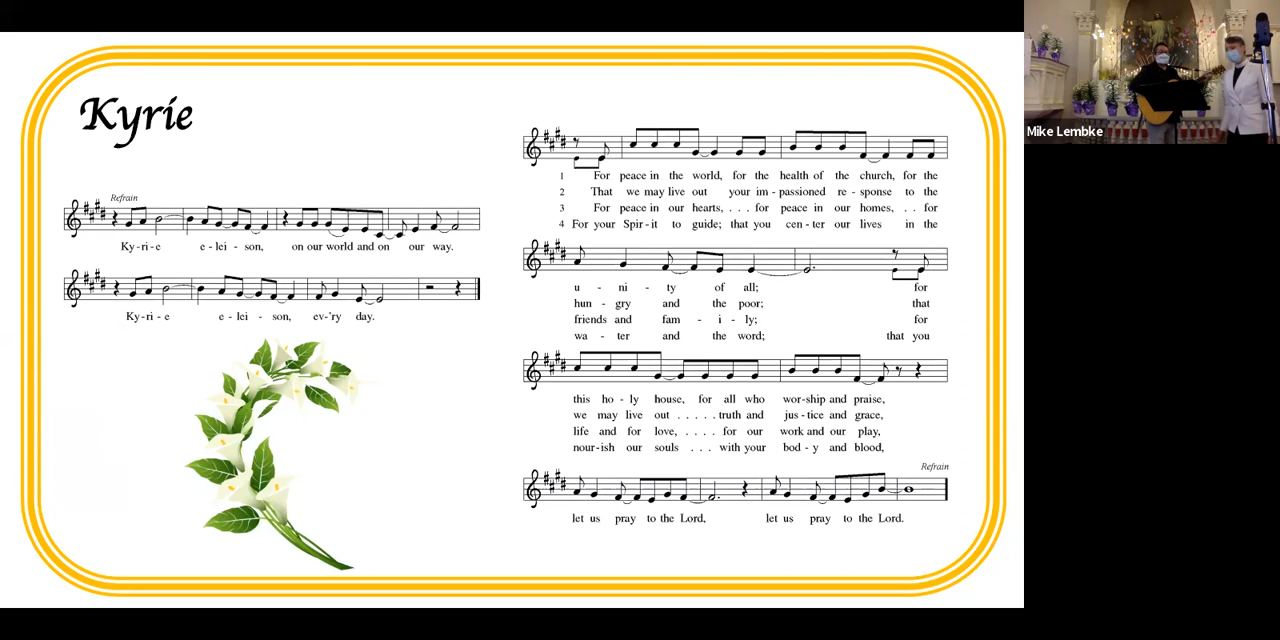 Kyrie
Refrain
Ky-ri-e e-lei-son, on our world and on our way.
Ky-ri-e e-lei-son, ev-'ry day.
1 For peace in the world, for the health of the church, for the
2 That we may live out your im-passioned re-sponse to the
3 For peace in our hearts, . . . for peace in our homes, . . for
4 For your Spir-it to guide; that you cen-ter our lives in the
u-ni-ty of all; for
hun-gry and the poor; that
friends and fam-i-ly; for
wa-ter and the word; that you
this ho-ly house, for all who wor-ship and praise,
we may live out . . . . . truth and jus-tice and grace,
life and for love, . . . . for our work and our play,
nour-ish our souls . . . with your bod-y and blood,
Refrain
let us pray to the Lord, let us pray to the Lord.
Mike Lembke